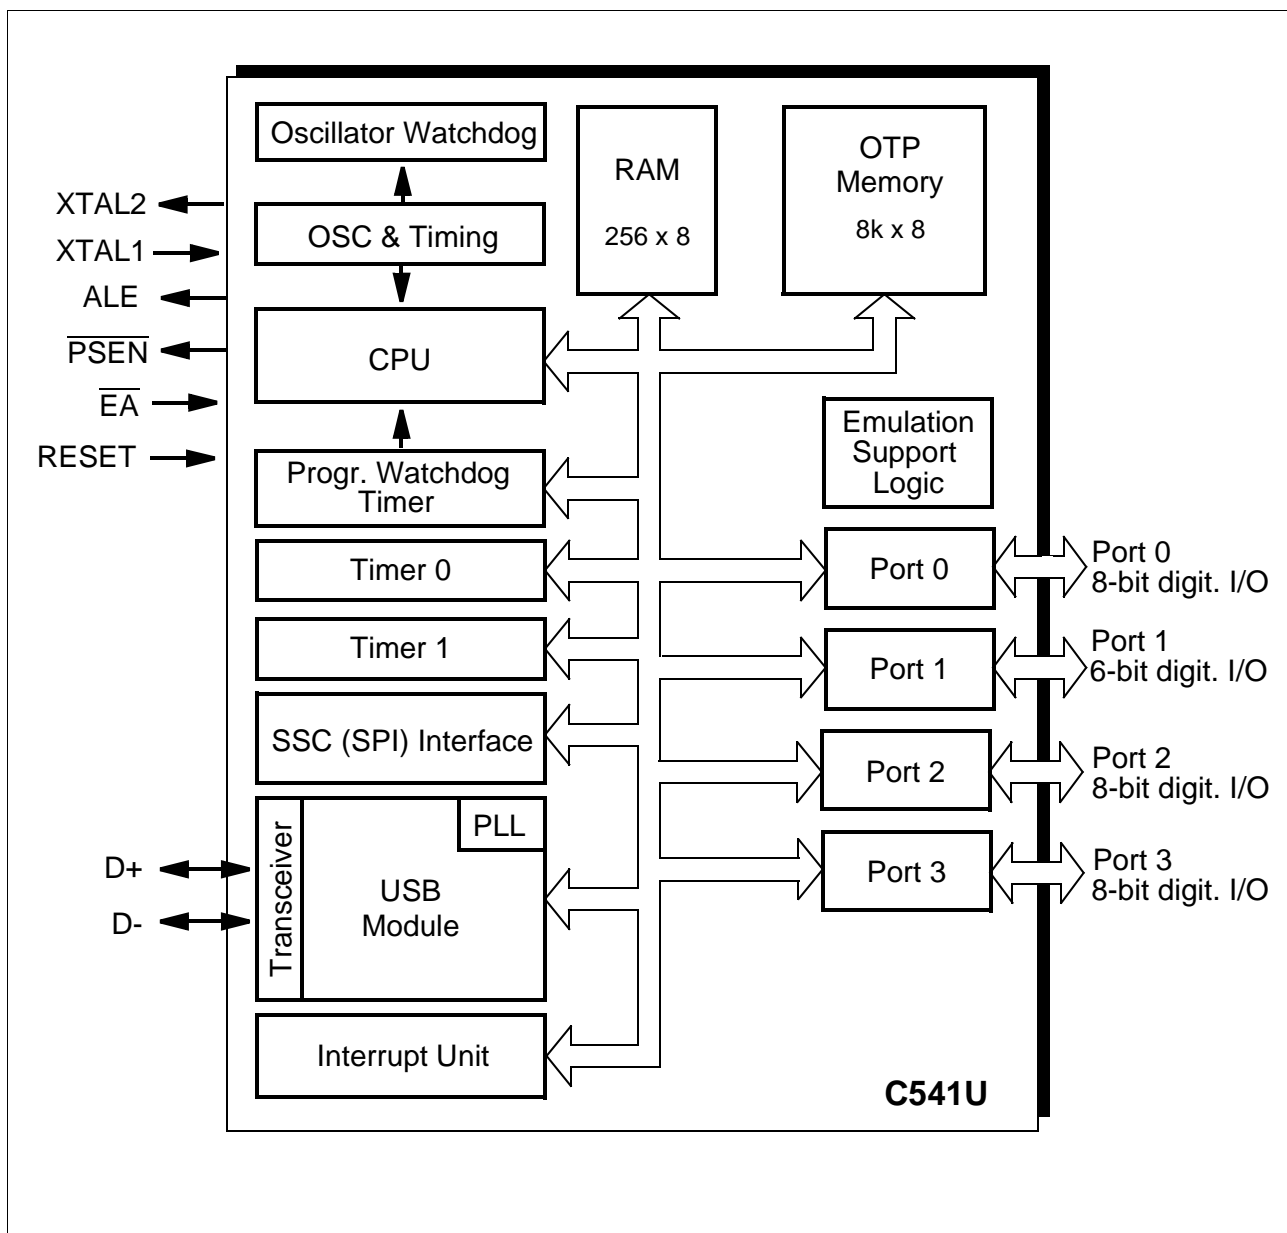 XTAL2
XTAL1
ALE
PSEN
EA
RESET
D+
D-
Oscillator Watchdog
OSC & Timing
CPU
Progr. Watchdog
Timer
Timer 0
Timer 1
SSC (SPI) Interface
Transceiver
PLL
USB
Module
Interrupt Unit
RAM
256 x 8
OTP
Memory
8k x 8
Emulation
Support
Logic
Port 0
Port 1
Port 2
Port 3
Port 0
8-bit digit. I/O
Port 1
6-bit digit. I/O
Port 2
8-bit digit. I/O
Port 3
8-bit digit. I/O
C541U